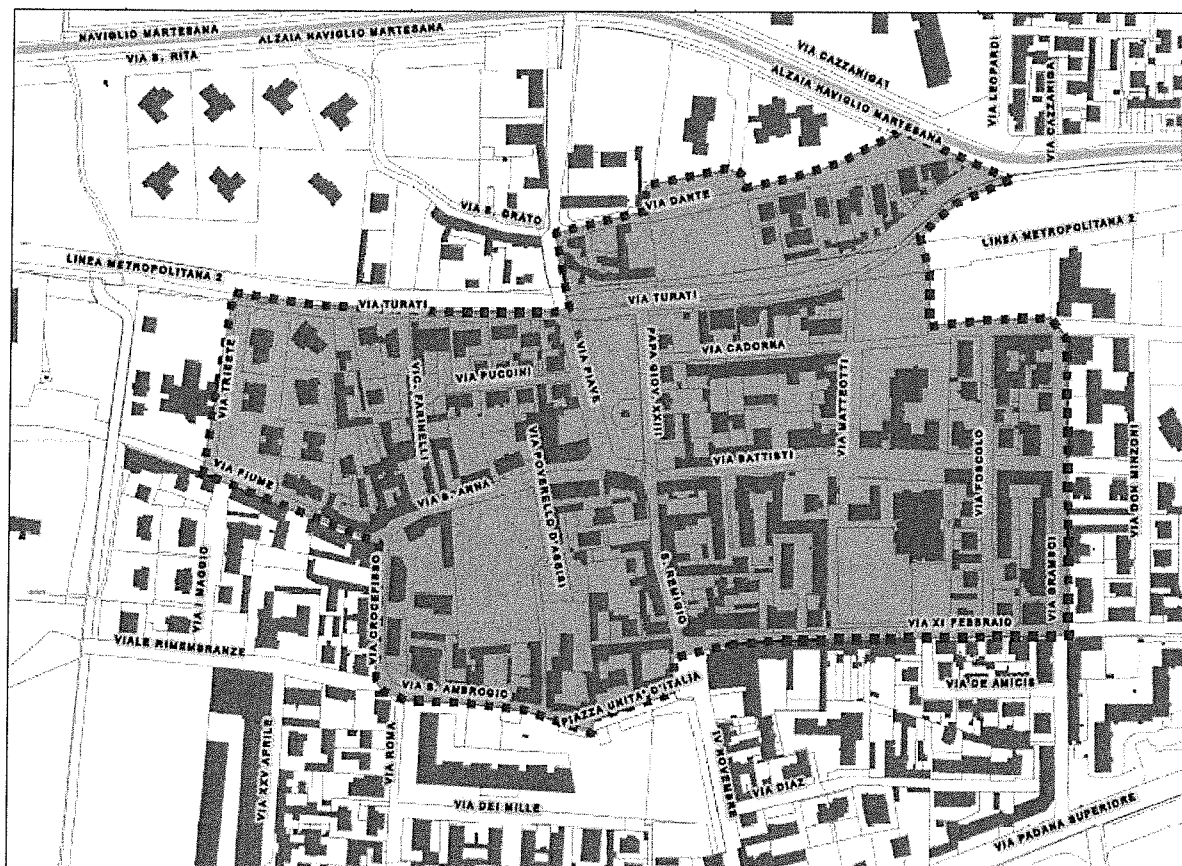 NAVIGLIO MARTESANA
ALZAIA NAVIGLIO MARTESANA
VIA S. RITA
VIA CAZZANIGA
ALZAIA NAVIGLIO MARTESANA
VIA LEOPARDI
VIA CAZZANIGA
VIA S. CRATO
VIA DANTE
LINEA METROPOLITANA 2
LINEA METROPOLITANA 2
VIA TURATI
VIA TURATI
VIA TRIESTE
VIA C. FARINELLI
VIA PUCCINI
VIA PIAVE
PAPA GIOV. XXIII
VIA CADORNA
VIA MATTEOTTI
VIA FOSCOLO
VIA DON MINZONI
VIA FIUME
VIA S. ANNA
VIA POVERELLO D'ASSISI
VIA BATTISTI
VIA I MAGGIO
VIA CROCEFISSO
S. REMIGIO
VIA GRAMSCI
VIA XI FEBBRAIO
VIALE RIMEMBRANZE
VIA S. AMBROGIO
PIAZZA UNITA' D'ITALIA
VIA DE AMICIS
VIA XXV APRILE
VIA ROMA
IV NOVEMBRE
VIA DIAZ
VIA DEI MILLE
VIA PADANA SUPERIORE